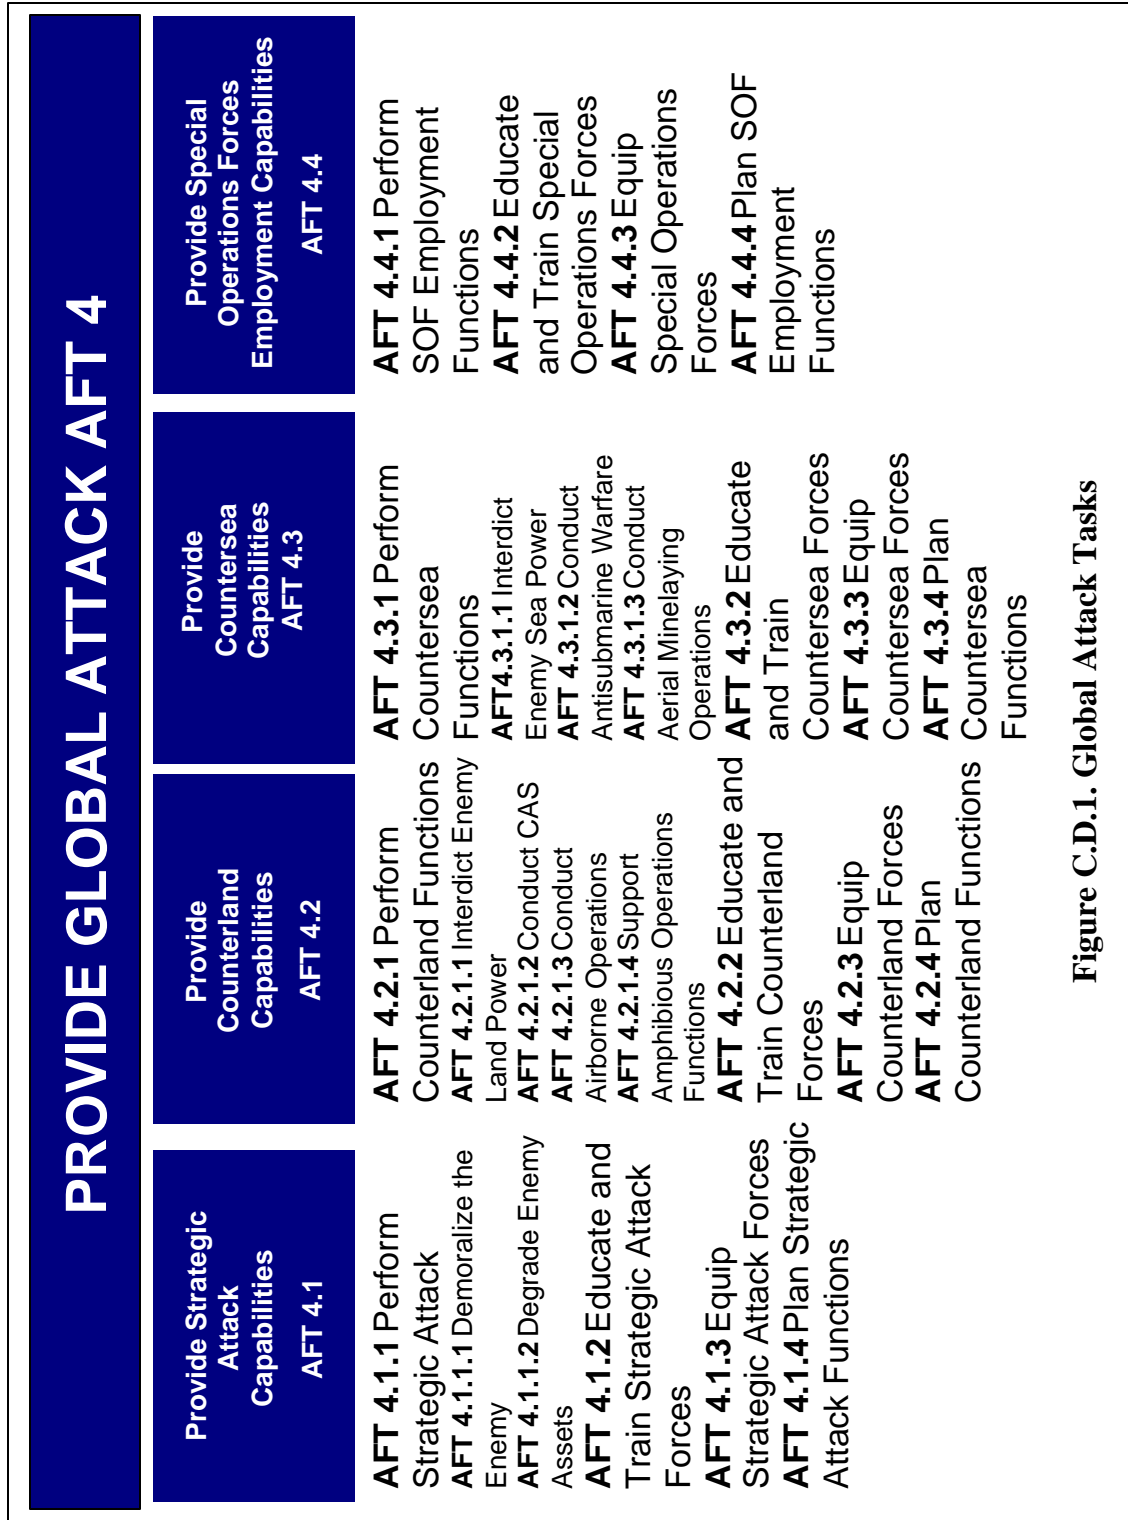 PROVIDE GLOBAL ATTACK AFT 4
Provide Strategic
Attack
Capabilities
AFT 4.1
AFT 4.1.1 Perform
Strategic Attack
AFT 4.1.1.1 Demoralize the
Enemy
AFT 4.1.1.2 Degrade Enemy
Assets
AFT 4.1.2 Educate and
Train Strategic Attack
Forces
AFT 4.1.3 Equip
Strategic Attack Forces
AFT 4.1.4 Plan Strategic
Attack Functions
Provide
Counterland
Capabilities
AFT 4.2
AFT 4.2.1 Perform
Counterland Functions
AFT 4.2.1.1 Interdict Enemy
Land Power
AFT 4.2.1.2 Conduct CAS
AFT 4.2.1.3 Conduct
Airborne Operations
AFT 4.2.1.4 Support
Amphibious Operations
Functions
AFT 4.2.2 Educate and
Train Counterland
Forces
AFT 4.2.3 Equip
Counterland Forces
AFT 4.2.4 Plan
Counterland Functions
Provide
Countersea
Capabilities
AFT 4.3
AFT 4.3.1 Perform
Countersea
Functions
AFT4.3.1.1 Interdict
Enemy Sea Power
AFT 4.3.1.2 Conduct
Antisubmarine Warfare
AFT 4.3.1.3 Conduct
Aerial Minelaying
Operations
AFT 4.3.2 Educate
and Train
Countersea Forces
AFT 4.3.3 Equip
Countersea Forces
AFT 4.3.4 Plan
Countersea
Functions
Provide Special
Operations Forces
Employment Capabilities
AFT 4.4
AFT 4.4.1 Perform
SOF Employment
Functions
AFT 4.4.2 Educate
and Train Special
Operations Forces
AFT 4.4.3 Equip
Special Operations
Forces
AFT 4.4.4 Plan SOF
Employment
Functions
Figure C.D.1. Global Attack Tasks